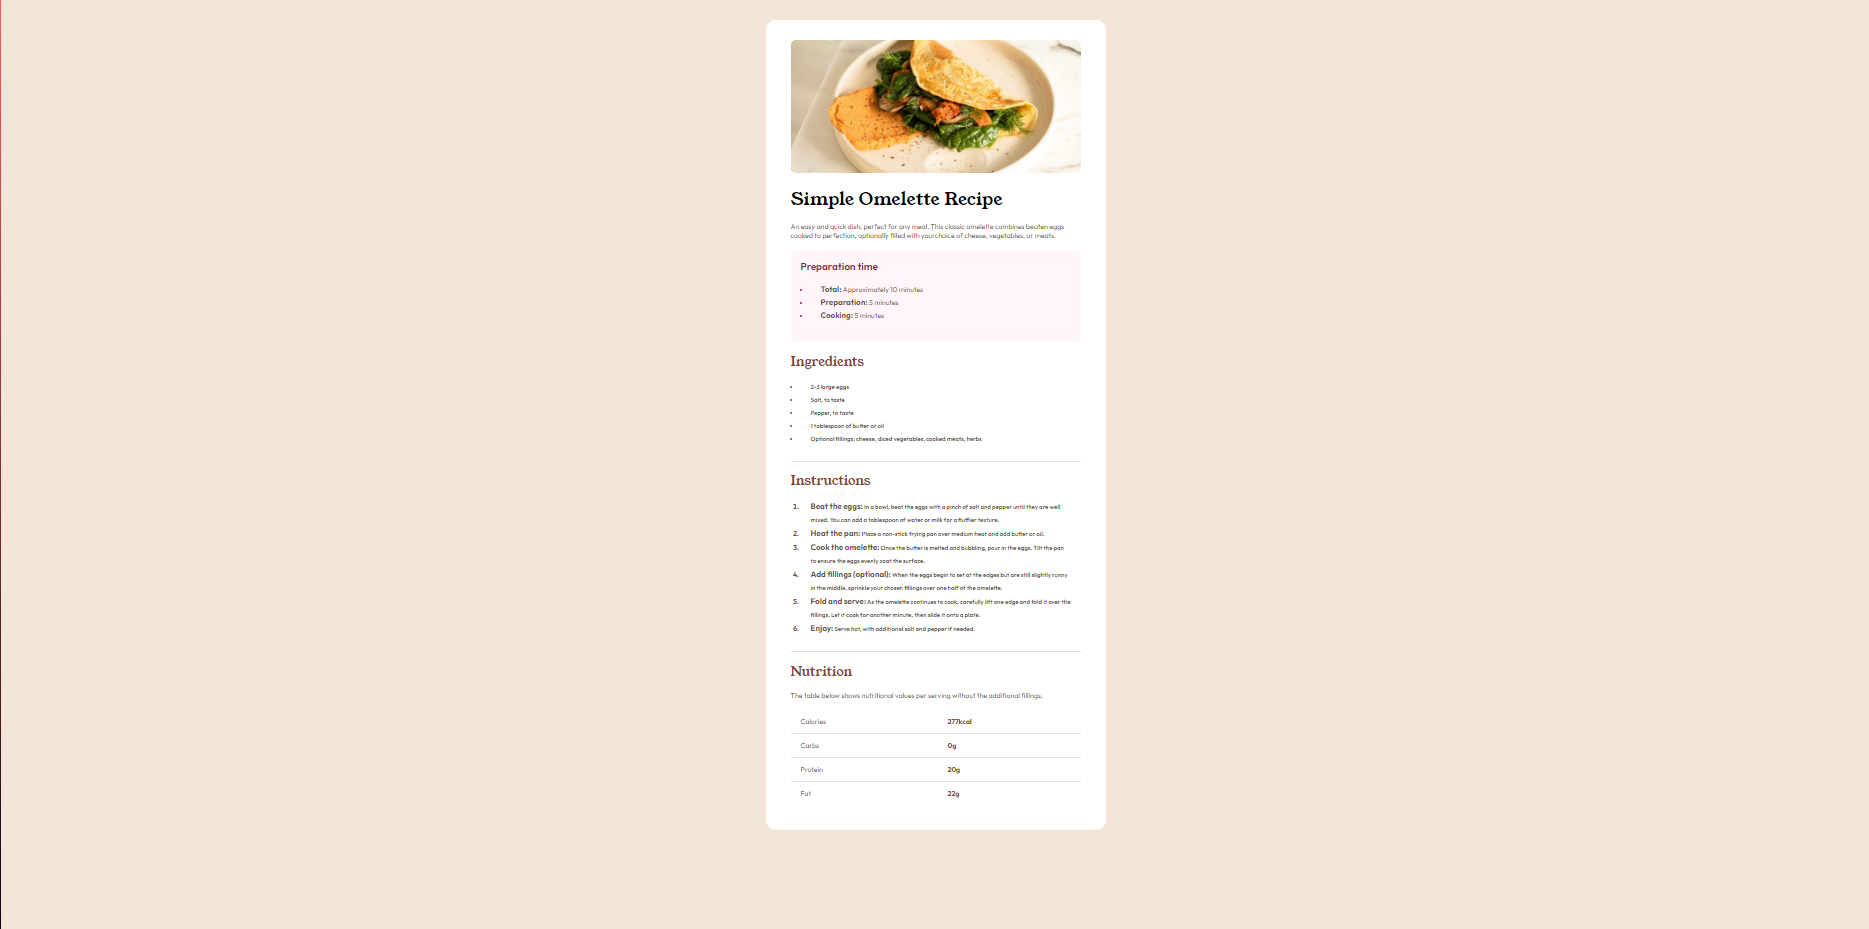 Simple Omelette Recipe
An easy and quick dish, perfect for any meal. This classic omelette combines beaten eggs
cooked to perfection, optionally filled with yourchoice of cheese, vegetables, or meats.
Preparation time
• Total: Approximately 10 minutes
• Preparation: 5 minutes
• Cooking: 5 minutes
Ingredients
• 2-3 large eggs
• Salt, to taste
• Pepper, to taste
• 1 tablespoon of butter or oil
• Optional fillings: cheese, diced vegetables, cooked meats, herbs
Instructions
1. Beat the eggs: In a bowl, beat the eggs with a pinch of salt and pepper until they are well
mixed. You can add a tablespoon of water or milk for a fluffier texture.
2. Heat the pan: Place a non-stick frying pan over medium heat and add butter or oil.
3. Cook the omelette: Once the butter is melted and bubbling, pour in the eggs. Tilt the pan
to ensure the eggs evenly coat the surface.
4. Add fillings (optional): When the eggs begin to set at the edges but are still slightly runny
in the middle, sprinkle your chosen fillings over one half of the omelette.
5. Fold and serve: As the omelette continues to cook, carefully lift one edge and fold it over the
fillings. Let it cook for another minute, then slide it onto a plate.
6. Enjoy: Serve hot, with additional salt and pepper if needed.
Nutrition
The table below shows nutritional values per serving without the additional fillings.
Calories 277kcal
Carbs 0g
Protein 20g
Fat 22g